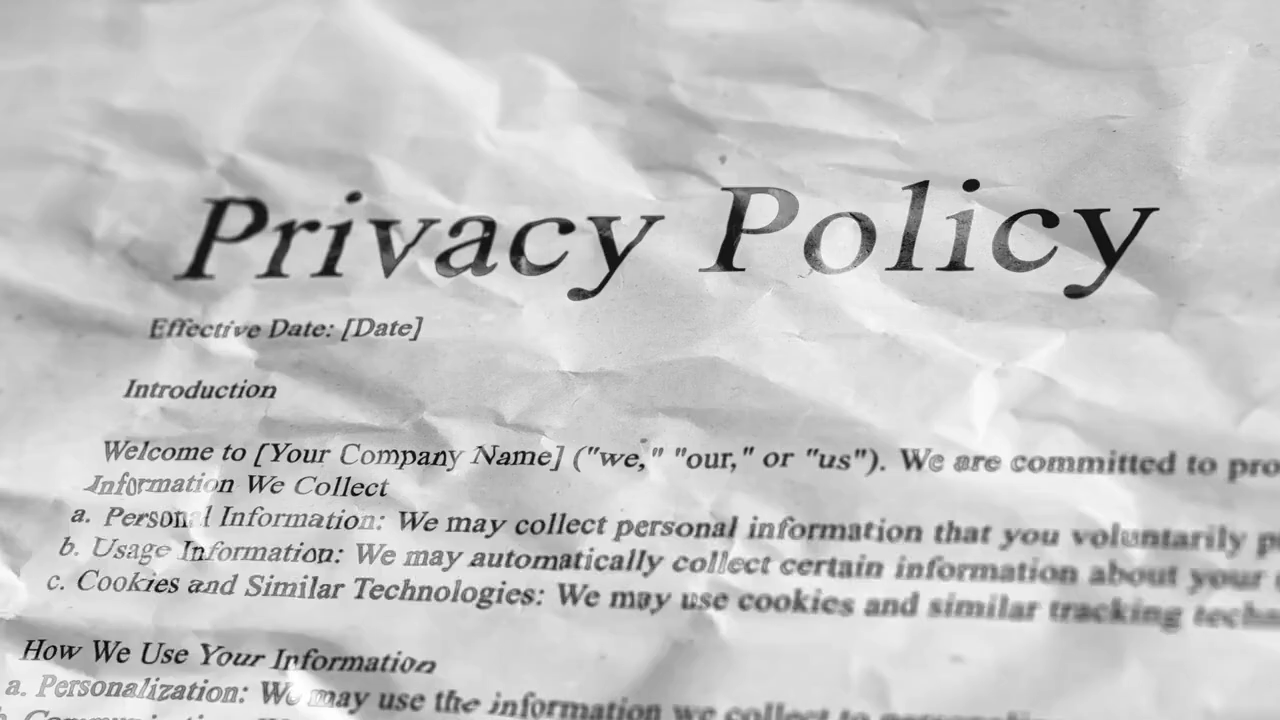 Privacy Policy
Effective Date: [Date]
Introduction
Welcome to [Your Company Name] ("we," "our," or "us"). We are committed to pro
Information We Collect
a. Personal Information: We may collect personal information that you voluntarily
b. Usage Information: We may automatically collect certain information about your
c. Cookies and Similar Technologies: We may use cookies and similar tracking techn
How We Use Your Information
a. Personalization: We may use the information we collect to